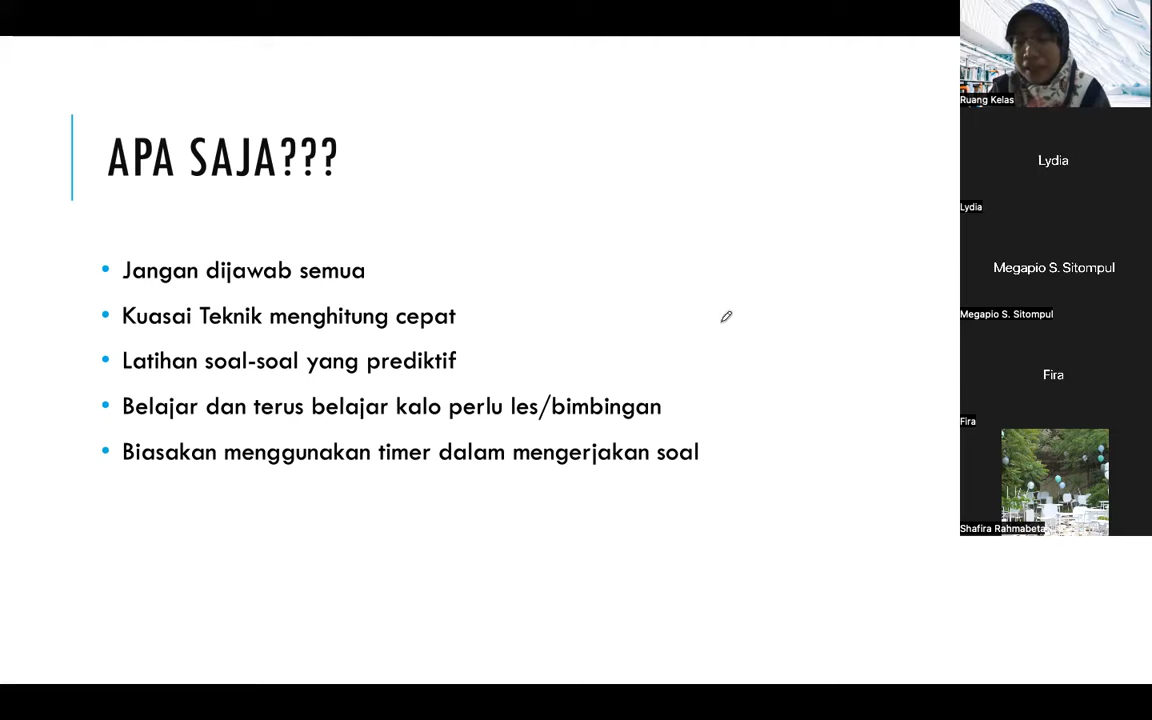 APA SAJA???
• Jangan dijawab semua
• Kuasai Teknik menghitung cepat
• Latihan soal-soal yang prediktif
• Belajar dan terus belajar kalo perlu les/bimbingan
• Biasakan menggunakan timer dalam mengerjakan soal
Ruang Kelas
Lydia
Lydia
Megapio S. Sitompul
Megapio S. Sitompul
Fira
Fira
Shafira Rahmabeta